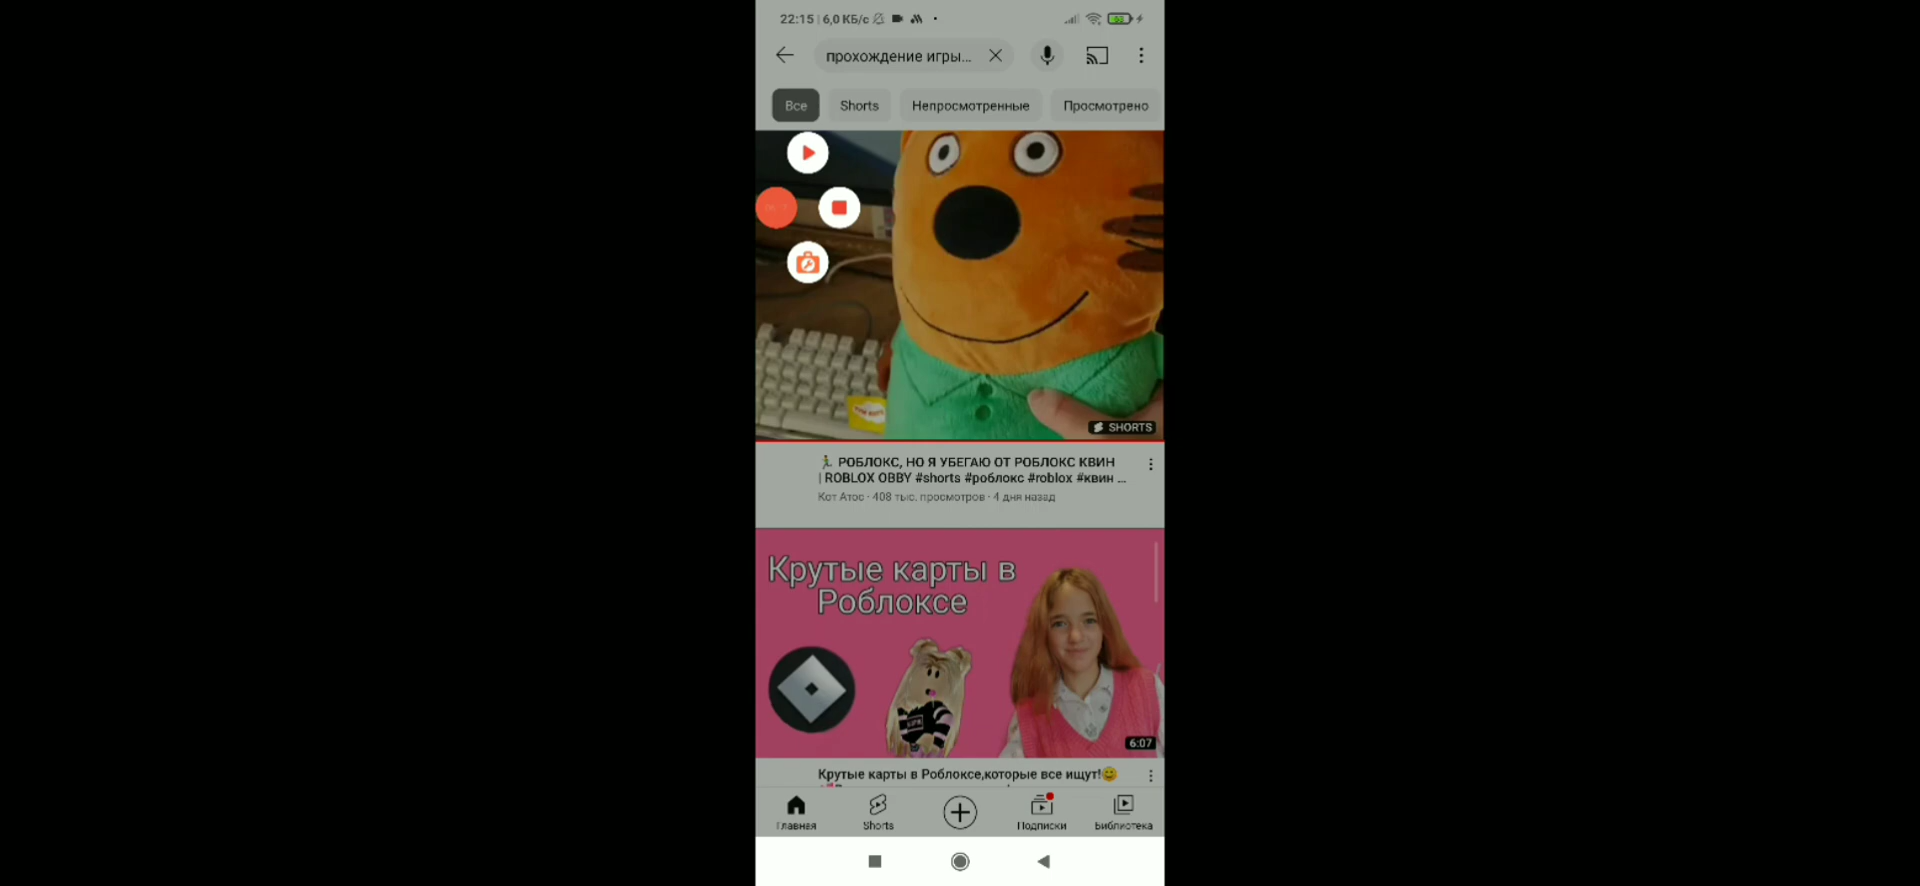 22:15 | 6,0 КБ/с
прохождение игры...
Все
Shorts
Непросмотренные
Просмотрено
SHORTS
🏃 РОБЛОКС, НО Я УБЕГАЮ ОТ РОБЛОКС КВИН
| ROBLOX OBBY #shorts #роблокс #roblox #квин ...
Кот Атос · 408 тыс. просмотров · 4 дня назад
Крутые карты в
Роблоксе
6:07
Крутые карты в Роблоксе,которые все ищут!😄
Главная
Shorts
Подписки
Библиотека